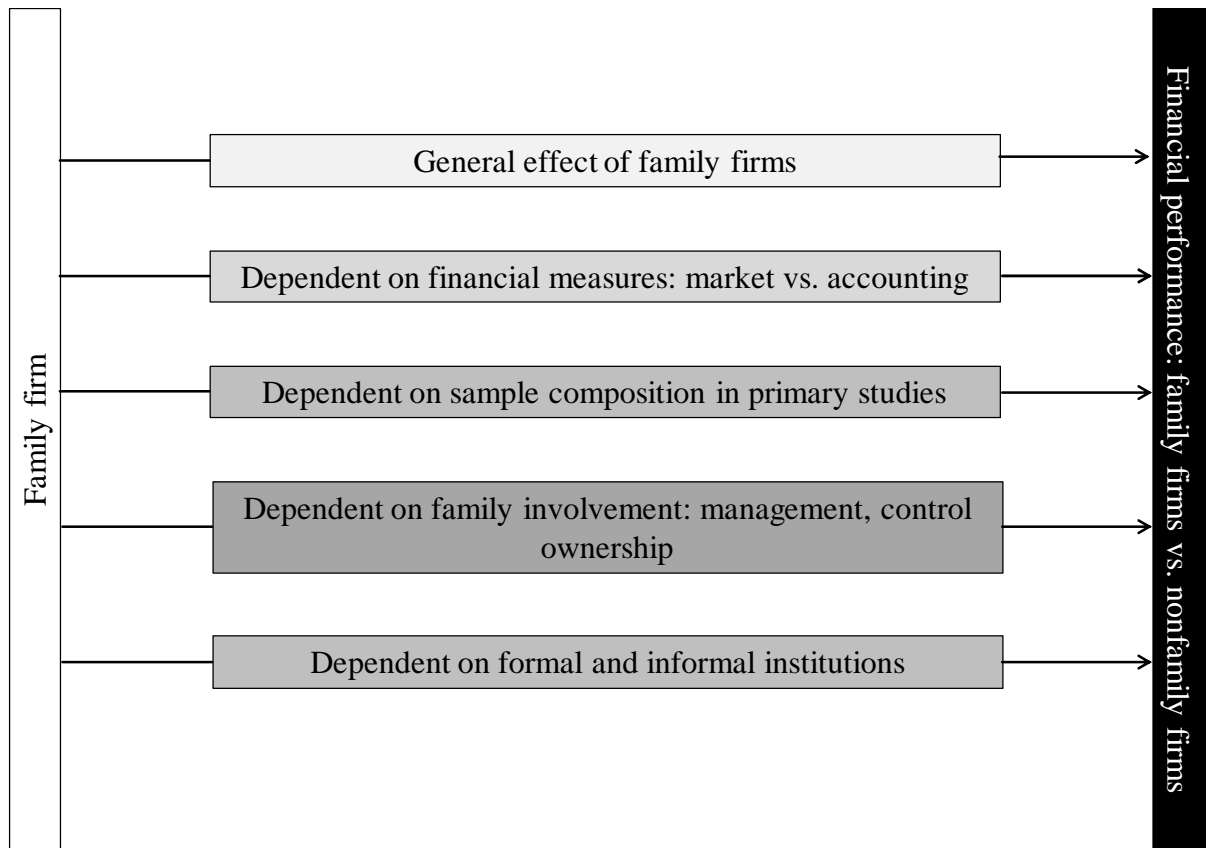 Family firm
General effect of family firms
Dependent on financial measures: market vs. accounting
Dependent on sample composition in primary studies
Dependent on family involvement: management, control
ownership
Dependent on formal and informal institutions
Financial performance: family firms vs. nonfamily firms